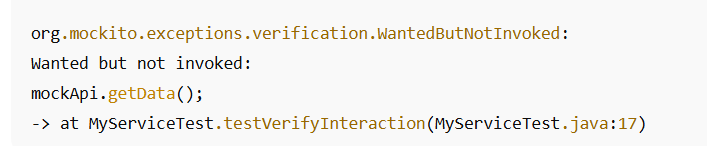 org.mockito.exceptions.verification.WantedButNotInvoked:
Wanted but not invoked:
mockApi.getData();
-> at MyServiceTest.testVerifyInteraction(MyServiceTest.java:17)